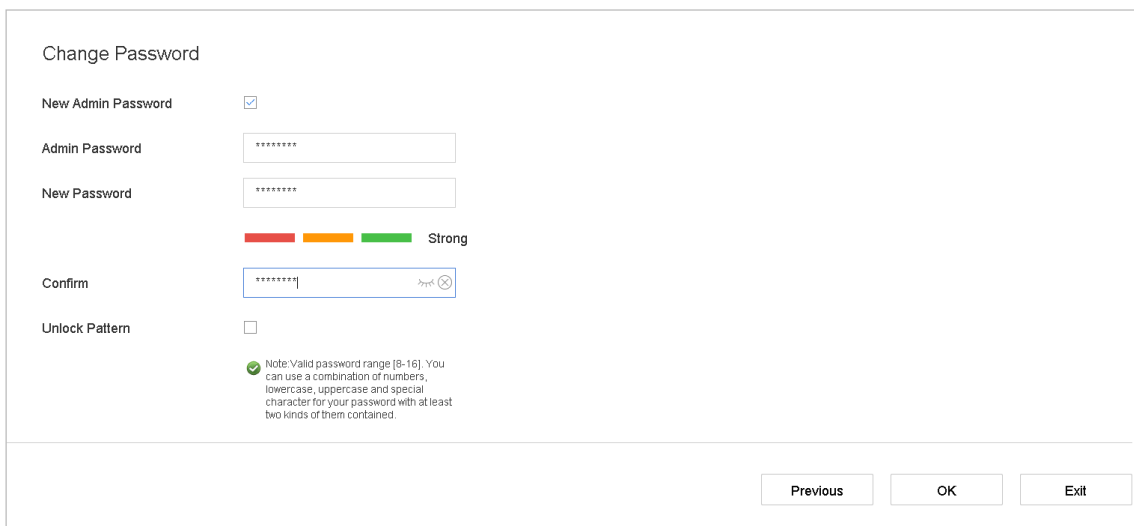 Change Password
New Admin Password
Admin Password ********
New Password ********
Strong
Confirm ********
Unlock Pattern
Note:Valid password range [8-16]. You
can use a combination of numbers,
lowercase, uppercase and special
character for your password with at least
two kinds of them contained.
Previous OK Exit